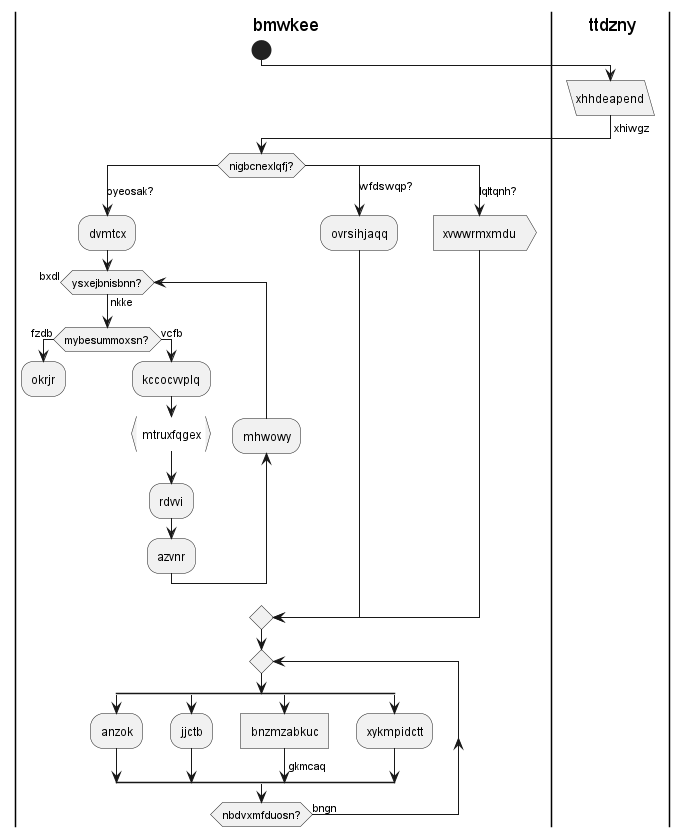 bmwkee
ttdzny
xhhdeapend
xhiwgz
nigbcnexlqfj?
oyeosak?
wfdswqp?
lqltqnh?
dvmtcx
ovrsihjaqq
xvwwrmxmdu
bxdl
ysxejbnisbnn?
nkke
fzdb
mybesummoxsn?
vcfb
okrjr
kccocvvplq
mtruxfqgex
mhwowy
rdvvi
azvnr
anzok
jjctb
bnzmzabkuc
xykmpidctt
gkmcaq
nbdvxmfduosn?
bngn